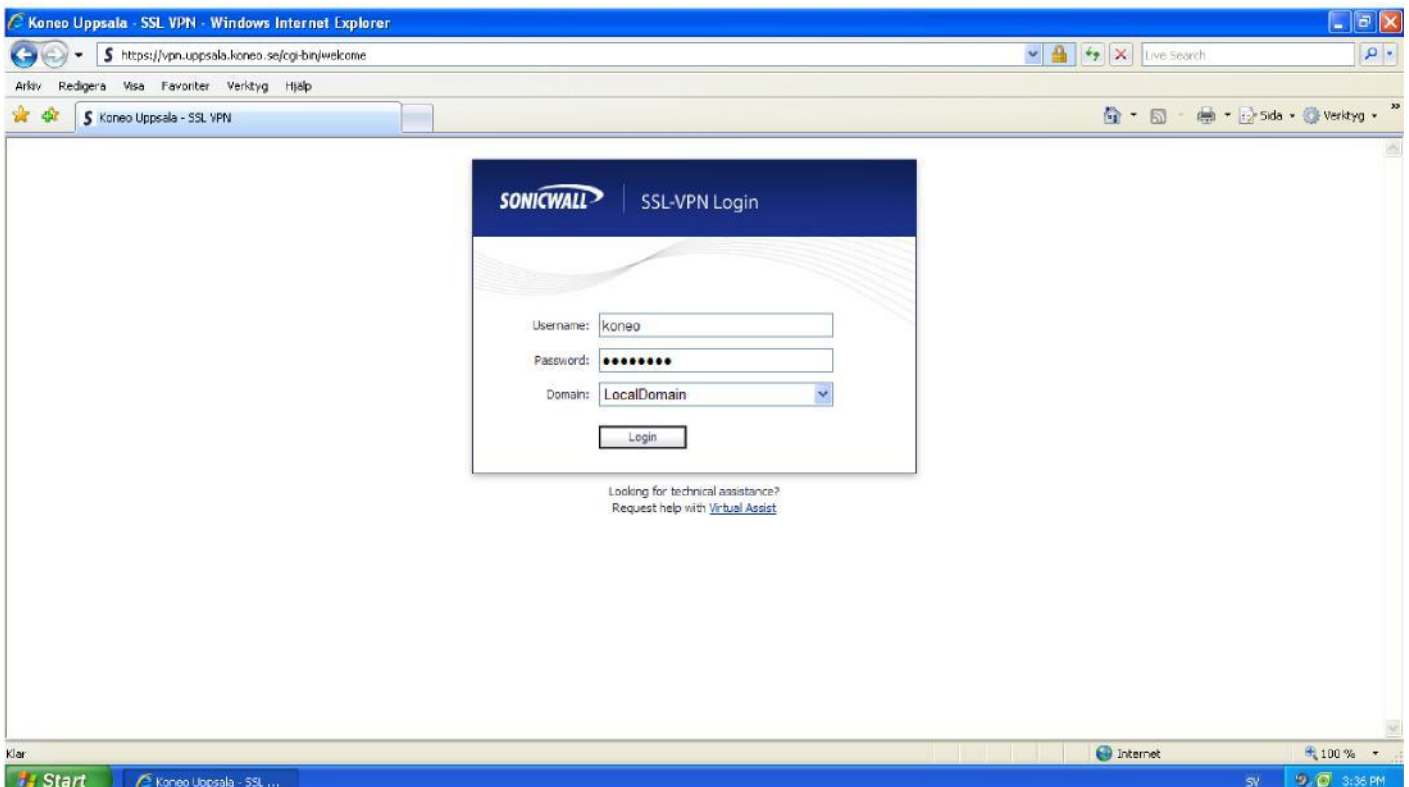 Koneo Uppsala - SSL VPN - Windows Internet Explorer
https://vpn.uppsala.koneo.se/cgi-bin/welcome
Live Search
Arkiv Redigera Visa Favoriter Verktyg Hjälp
Koneo Uppsala - SSL VPN
Sida
Verktyg
SONICWALL
SSL-VPN Login
Username: koneo
Password: ●●●●●●●●
Domain: LocalDomain
Login
Looking for technical assistance?
Request help with Virtual Assist
Klar
Internet
100 %
Start
Koneo Uppsala - SSL ...
SV
3:36 PM